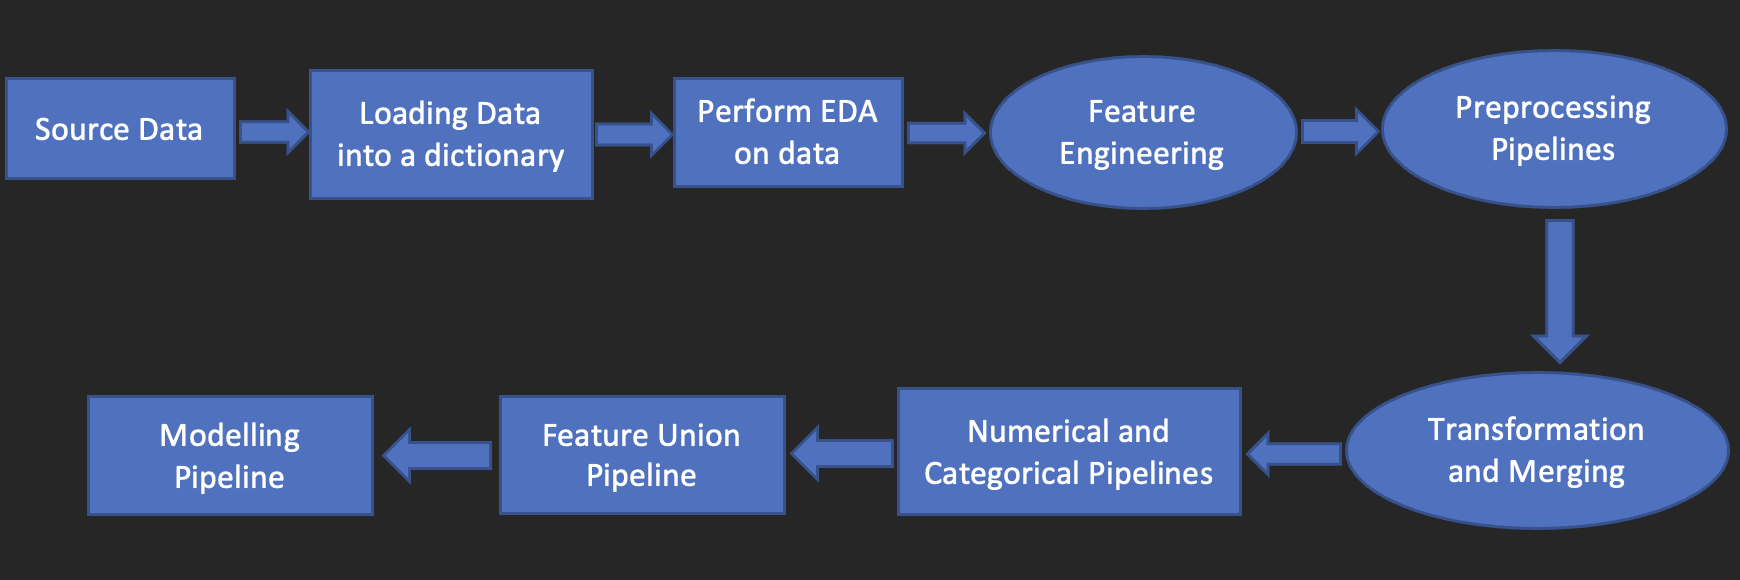 Source Data
Loading Data
into a dictionary
Perform EDA
on data
Feature
Engineering
Preprocessing
Pipelines
Transformation
and Merging
Numerical and
Categorical Pipelines
Feature Union
Pipeline
Modelling
Pipeline